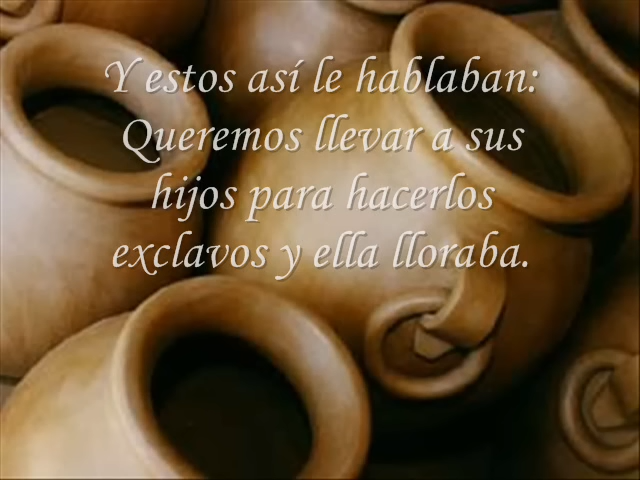 Y estos así le hablaban:
Queremos llevar a sus
hijos para hacerlos
exclavos y ella lloraba.